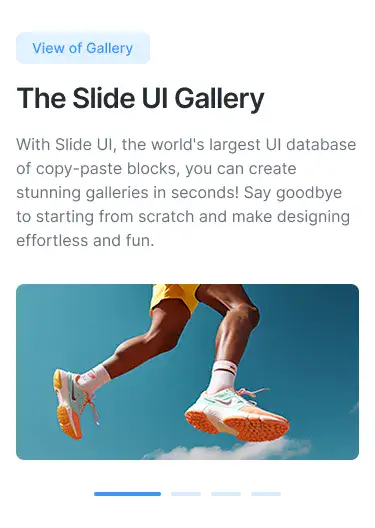 View of Gallery
The Slide UI Gallery
With Slide UI, the world's largest UI database
of copy-paste blocks, you can create
stunning galleries in seconds! Say goodbye
to starting from scratch and make designing
effortless and fun.